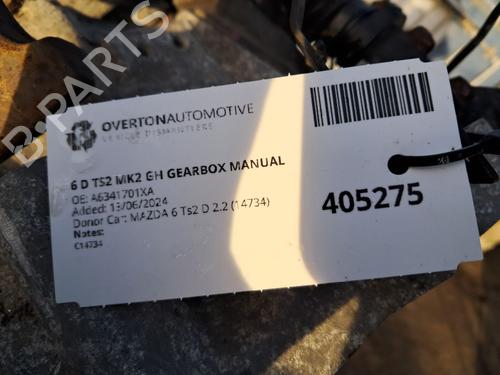 OVERTONAUTOMOTIVE
VEHICLE DISMANTLERS
6 D TS2 MK2 GH GEARBOX MANUAL
OE: A6341701XA
Added: 13/06/2024
Donor Car: MAZDA 6 Ts2 D 2.2 (14734)
Notes:
C14734
405275
B-PARTS